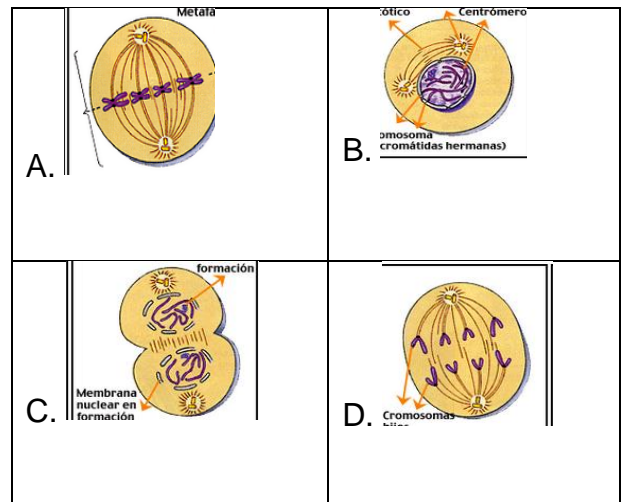 Metafa
A.
ótico
Centrómero
omosoma
cromátidas hermanas)
B.
formación
Membrana
nuclear en
formación
C.
Cromosomas
D.